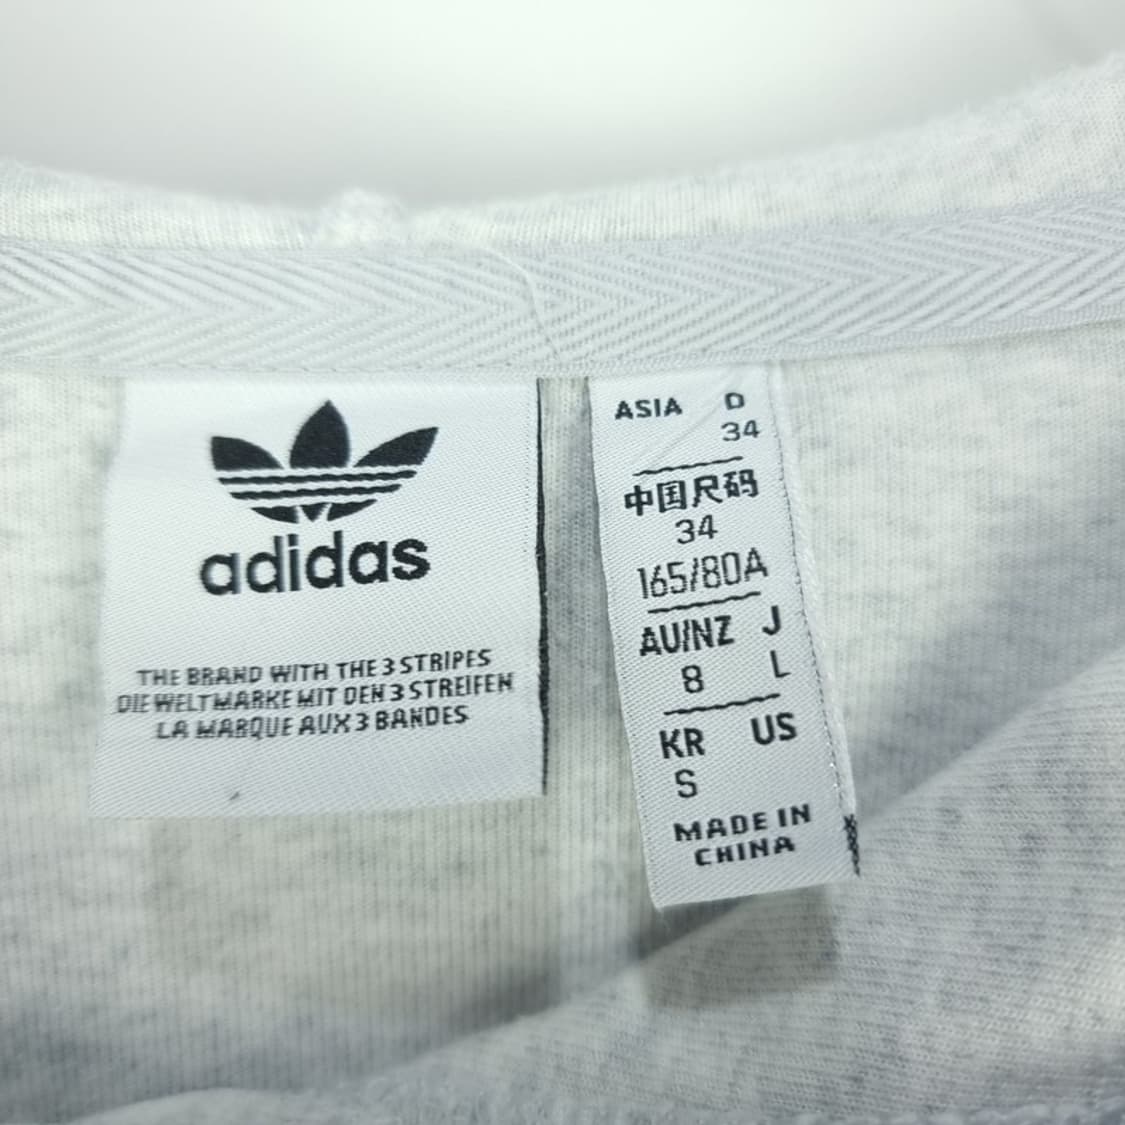 adidas
THE BRAND WITH THE 3 STRIPES
DIE WELTMARKE MIT DEN 3 STREIFEN
LA MARQUE AUX 3 BANDES
ASIA D
34
中国尺码
34
165/80A
AU/NZ J
8 L
KR US
S
MADE IN
CHINA